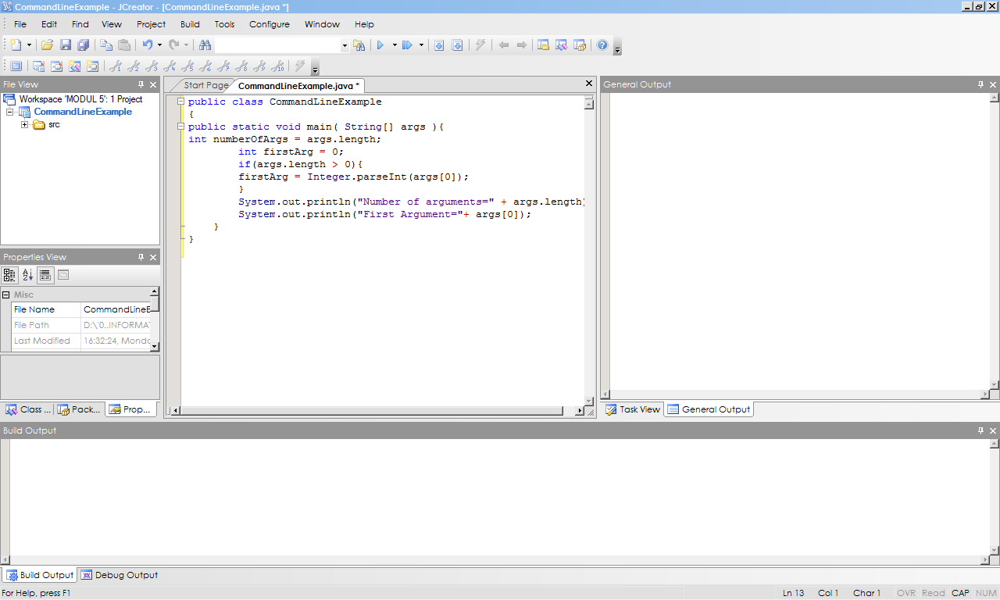 CommandLineExample - JCreator - [CommandLineExample.java *]
File Edit Find View Project Build Tools Configure Window Help
File View
Workspace 'MODUL 5': 1 Project
CommandLineExample
src
Properties View
Misc
File Name CommandLineE
File Path D:\'0..INFORMAT
Last Modified 16:32:24, Monda
Class ... Pack... Prop...
Start Page CommandLineExample.java *
public class CommandLineExample
{
public static void main( String[] args ){
int numberOfArgs = args.length;
int firstArg = 0;
if(args.length > 0){
firstArg = Integer.parseInt(args[0]);
}
System.out.println("Number of arguments=" + args.length)
System.out.println("First Argument="+ args[0]);
}
}
General Output
Task View General Output
Build Output
Build Output Debug Output
For Help, press F1 Ln 13 Col 1 Char 1 OVR Read CAP NUM